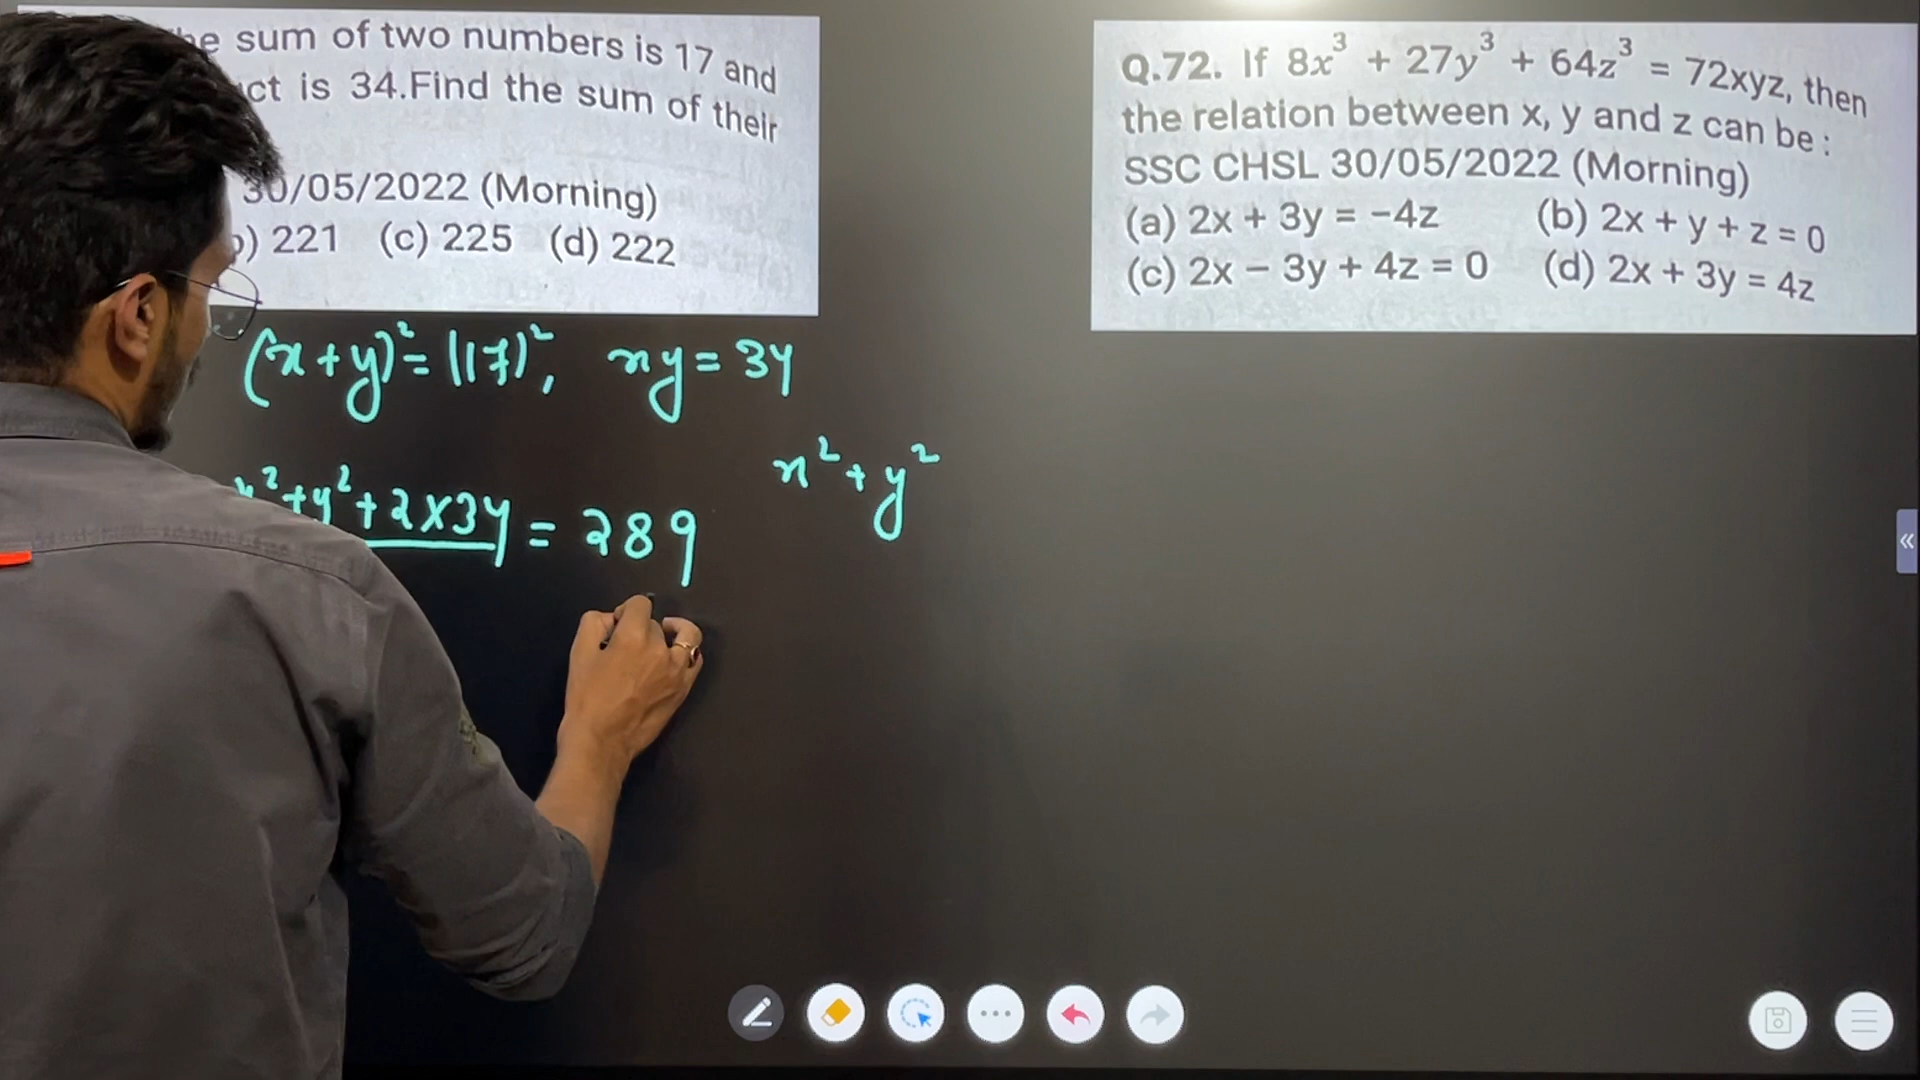 he sum of two numbers is 17 and
ct is 34.Find the sum of their
30/05/2022 (Morning)
) 221 (c) 225 (d) 222
(x+y)²=(17)², xy=34
x²+y²
x²+y²+2×34=289
Q.72. If 8x³ + 27y³ + 64z³ = 72xyz, then
the relation between x, y and z can be :
SSC CHSL 30/05/2022 (Morning)
(a) 2x + 3y = −4z (b) 2x + y + z = 0
(c) 2x − 3y + 4z = 0 (d) 2x + 3y = 4z